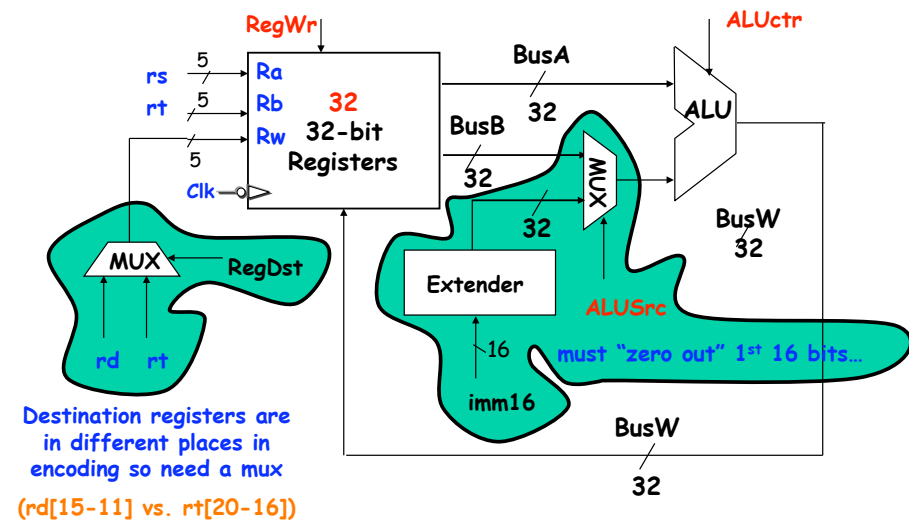 RegWr
ALUctr
rs
5
Ra
rt
5
Rb
5
Rw
Clk
32
32-bit
Registers
BusA
32
BusB
32
MUX
ALU
32
BusW
32
MUX
RegDst
rd
rt
Extender
ALUSrc
16
imm16
must “zero out” 1st 16 bits…
Destination registers are
in different places in
encoding so need a mux
(rd[15-11] vs. rt[20-16])
BusW
32